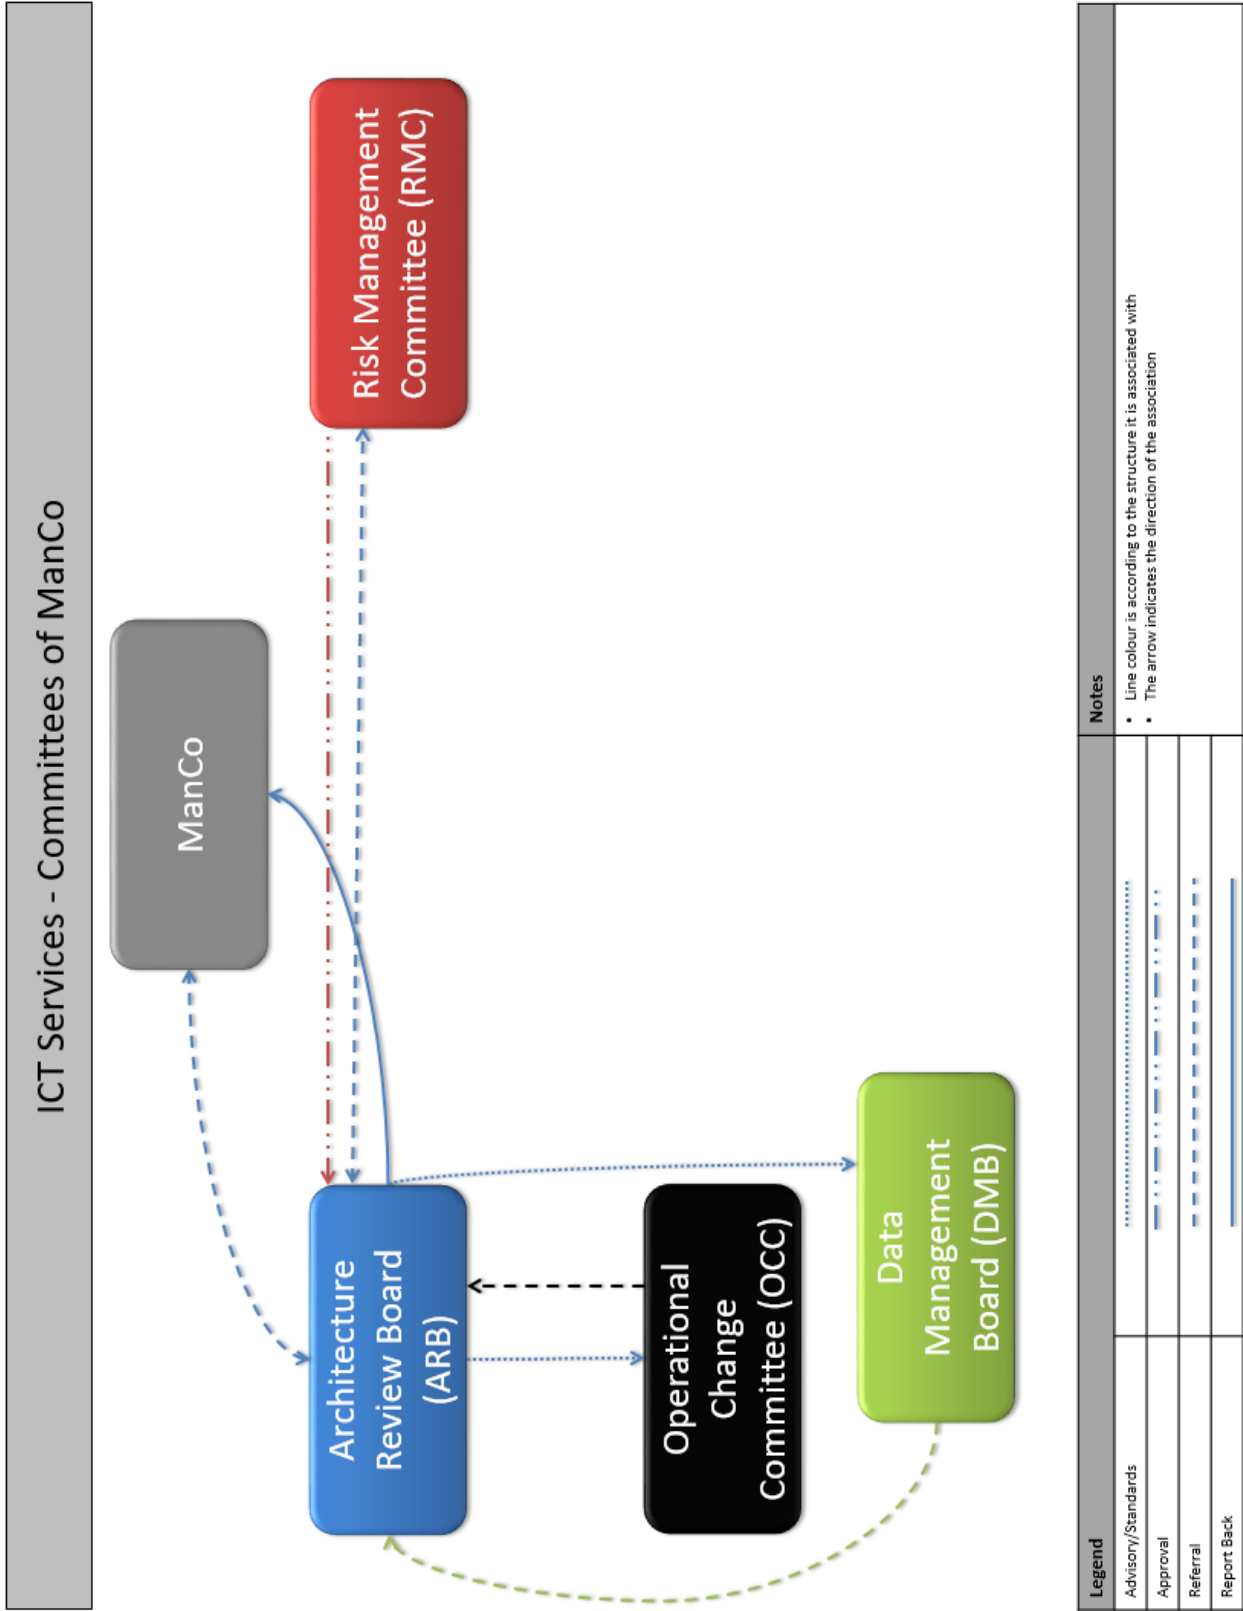 ICT Services - Committees of ManCo
ManCo
Architecture
Review Board
(ARB)
Risk Management
Committee (RMC)
Operational
Change
Committee (OCC)
Data
Management
Board (DMB)
Legend
Notes
Advisory/Standards
Approval
Referral
Report Back
• Line colour is according to the structure it is associated with
• The arrow indicates the direction of the association